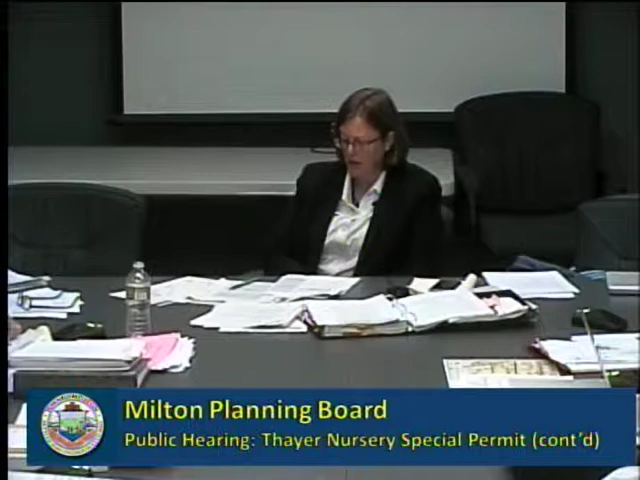 Milton Planning Board
Public Hearing: Thayer Nursery Special Permit (cont'd)